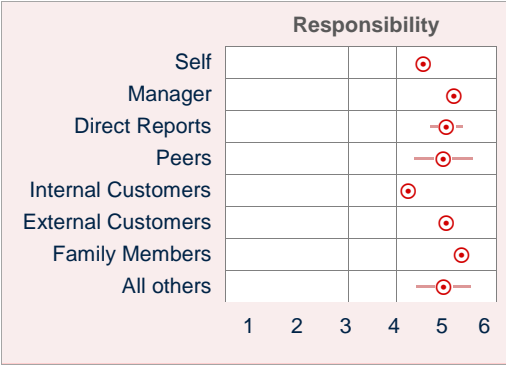 Responsibility
Self
Manager
Direct Reports
Peers
Internal Customers
External Customers
Family Members
All others
1 2 3 4 5 6